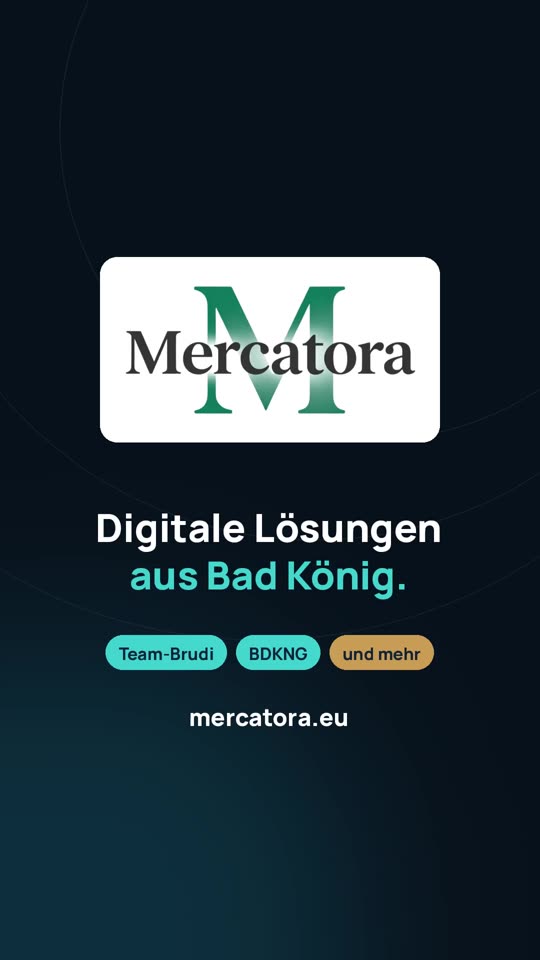 M
Mercatora
Digitale Lösungen
aus Bad König.
Team-Brudi
BDKNG
und mehr
mercatora.eu